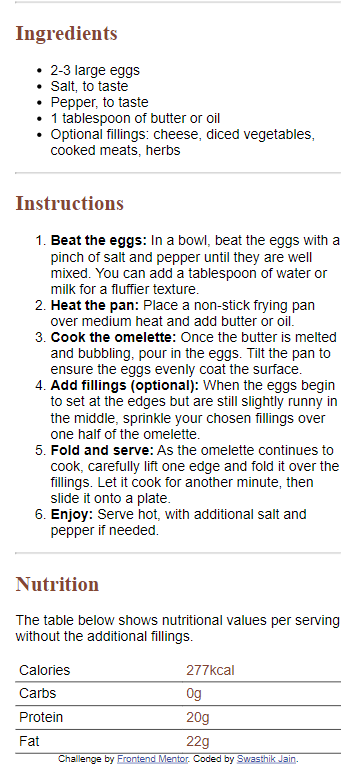 Ingredients
• 2-3 large eggs
• Salt, to taste
• Pepper, to taste
• 1 tablespoon of butter or oil
• Optional fillings: cheese, diced vegetables,
cooked meats, herbs
Instructions
1. Beat the eggs: In a bowl, beat the eggs with a
pinch of salt and pepper until they are well
mixed. You can add a tablespoon of water or
milk for a fluffier texture.
2. Heat the pan: Place a non-stick frying pan
over medium heat and add butter or oil.
3. Cook the omelette: Once the butter is melted
and bubbling, pour in the eggs. Tilt the pan to
ensure the eggs evenly coat the surface.
4. Add fillings (optional): When the eggs begin
to set at the edges but are still slightly runny in
the middle, sprinkle your chosen fillings over
one half of the omelette.
5. Fold and serve: As the omelette continues to
cook, carefully lift one edge and fold it over the
fillings. Let it cook for another minute, then
slide it onto a plate.
6. Enjoy: Serve hot, with additional salt and
pepper if needed.
Nutrition
The table below shows nutritional values per serving
without the additional fillings.
Calories 277kcal
Carbs 0g
Protein 20g
Fat 22g
Challenge by Frontend Mentor. Coded by Swasthik Jain.